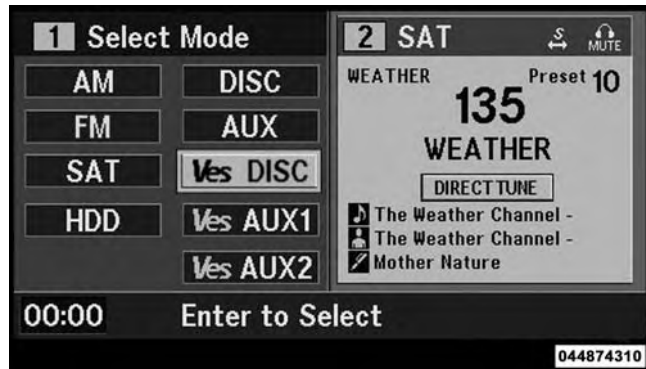 1 Select Mode
AM
FM
SAT
HDD
DISC
AUX
Ves DISC
Ves AUX1
Ves AUX2
2 SAT S MUTE
WEATHER Preset 10
135
WEATHER
DIRECT TUNE
The Weather Channel -
The Weather Channel -
Mother Nature
00:00 Enter to Select
044874310